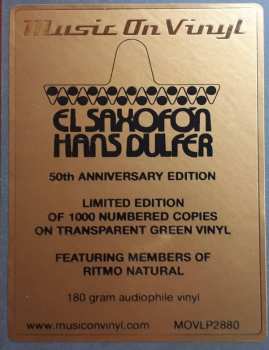 Music On Vinyl
EL SAXOFÓN
HANS DULFER
50th ANNIVERSARY EDITION
LIMITED EDITION
OF 1000 NUMBERED COPIES
ON TRANSPARENT GREEN VINYL
FEATURING MEMBERS OF
RITMO NATURAL
180 gram audiophile vinyl
www.musiconvinyl.com MOVLP2880